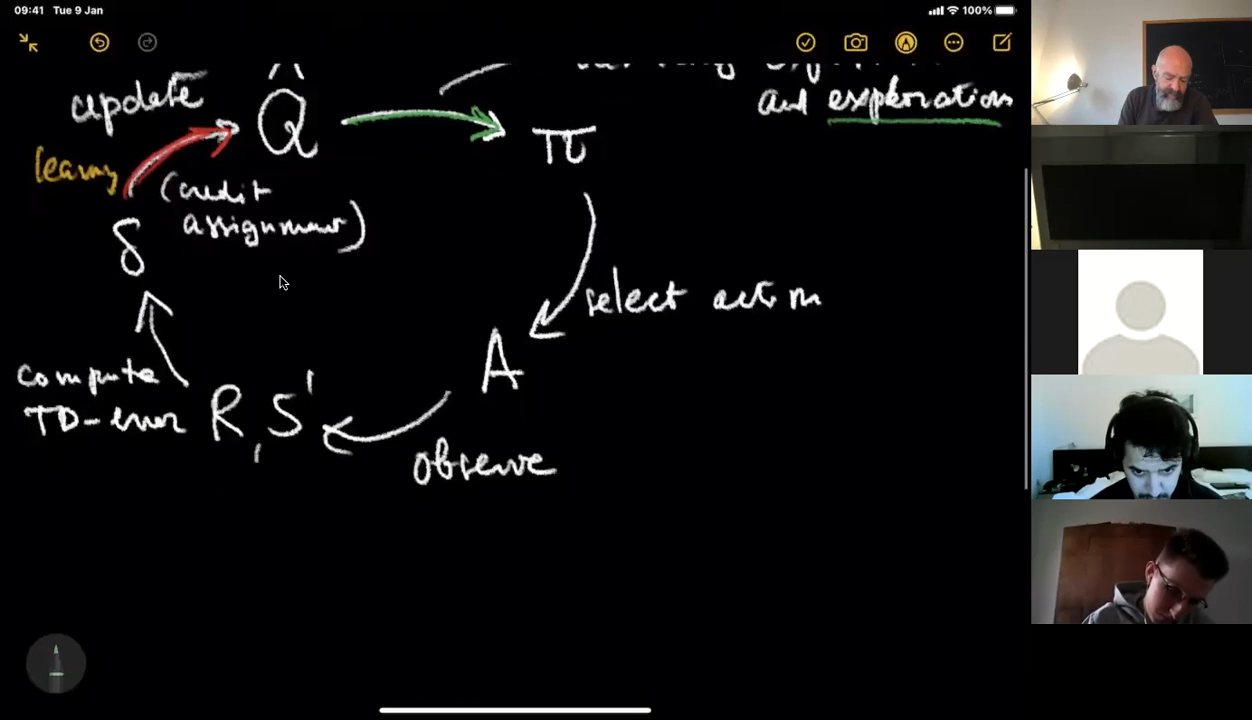 09:41 Tue 9 Jan
100%
update
and exploration
Q
π
learning
(credit
assignment)
δ
select action
A
compute
TD-error
R, S'
observe